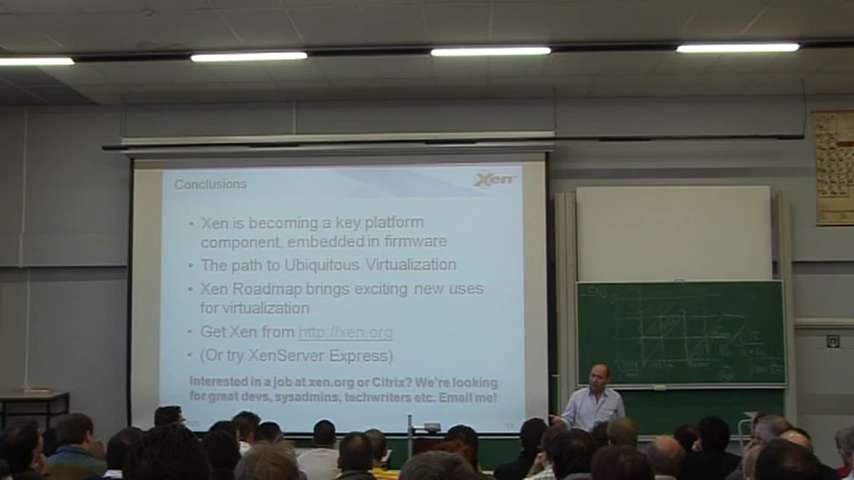 Conclusions
Xen
• Xen is becoming a key platform
component, embedded in firmware
• The path to Ubiquitous Virtualization
• Xen Roadmap brings exciting new uses
for virtualization
• Get Xen from http://xen.org
• (Or try XenServer Express)
Interested in a job at xen.org or Citrix? We're looking
for great devs, sysadmins, techwriters etc. Email me!